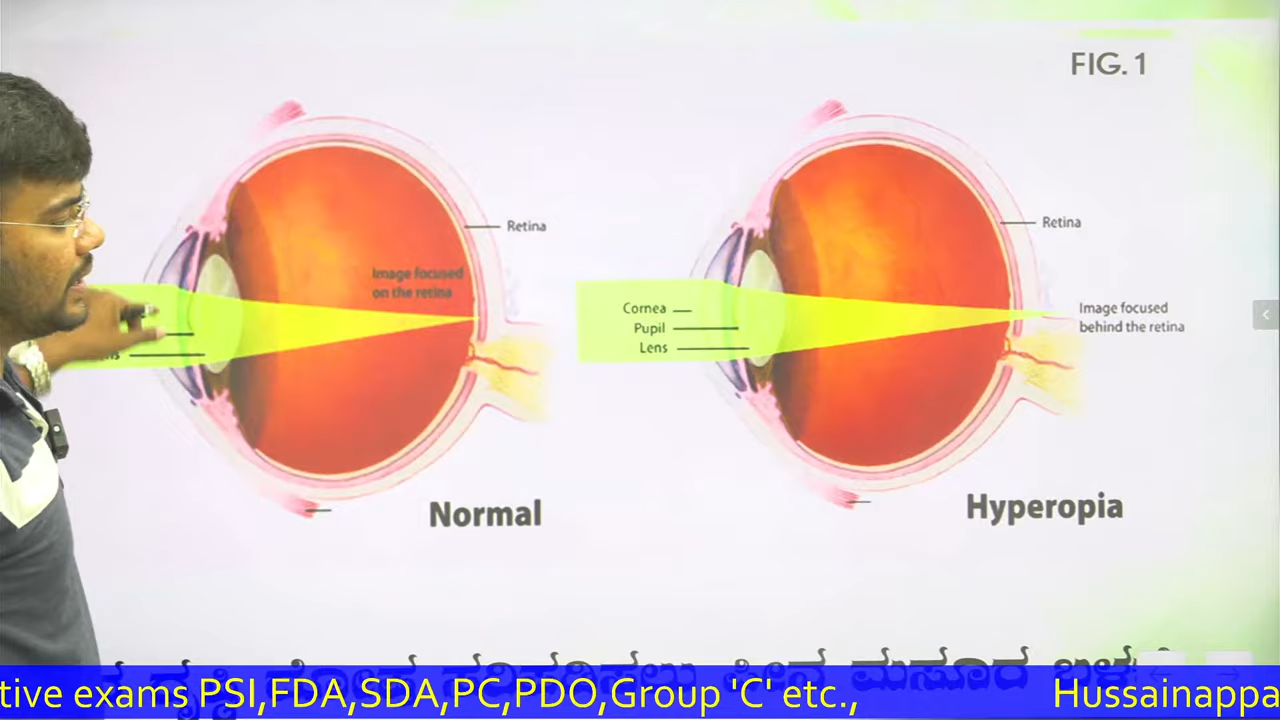 FIG. 1
Retina
Image focused
on the retina
Normal
Retina
Cornea
Pupil
Lens
Image focused
behind the retina
Hyperopia
ಮಸೂರ
tive exams PSI,FDA,SDA,PC,PDO,Group 'C' etc., Hussainappa